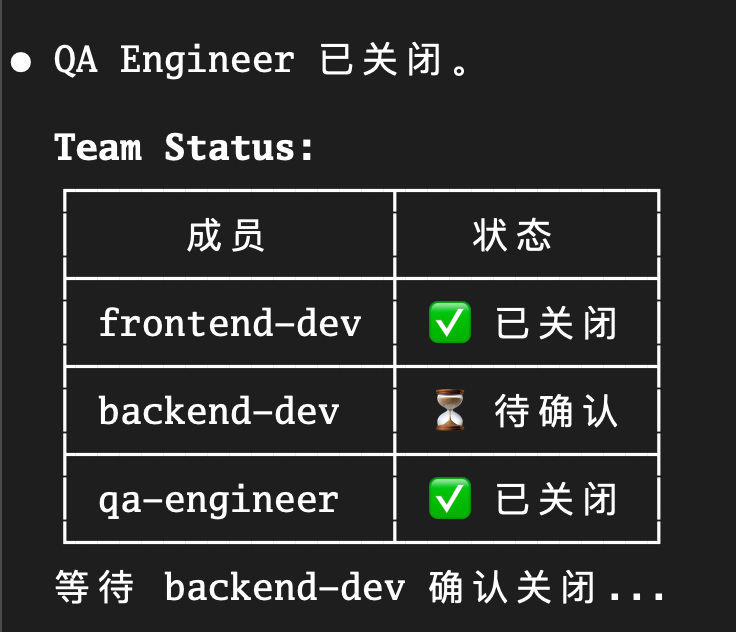 ● QA Engineer 已关闭。
Team Status:
成员 状态
frontend-dev ✅ 已关闭
backend-dev ⏳ 待确认
qa-engineer ✅ 已关闭
等待 backend-dev 确认关闭...